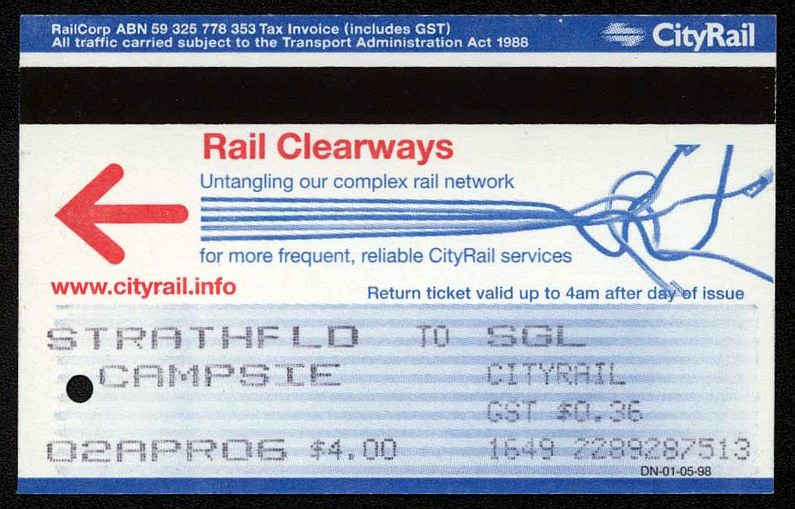 RailCorp ABN 59 325 778 353 Tax Invoice (includes GST)
All traffic carried subject to the Transport Administration Act 1988
CityRail
Rail Clearways
Untangling our complex rail network
for more frequent, reliable CityRail services
www.cityrail.info
Return ticket valid up to 4am after day of issue
STRATHFLD TO SGL
CAMPSIE CITYRAIL
GST $0.36
02APR06 $4.00 1649 2289287513
DN-01-05-98